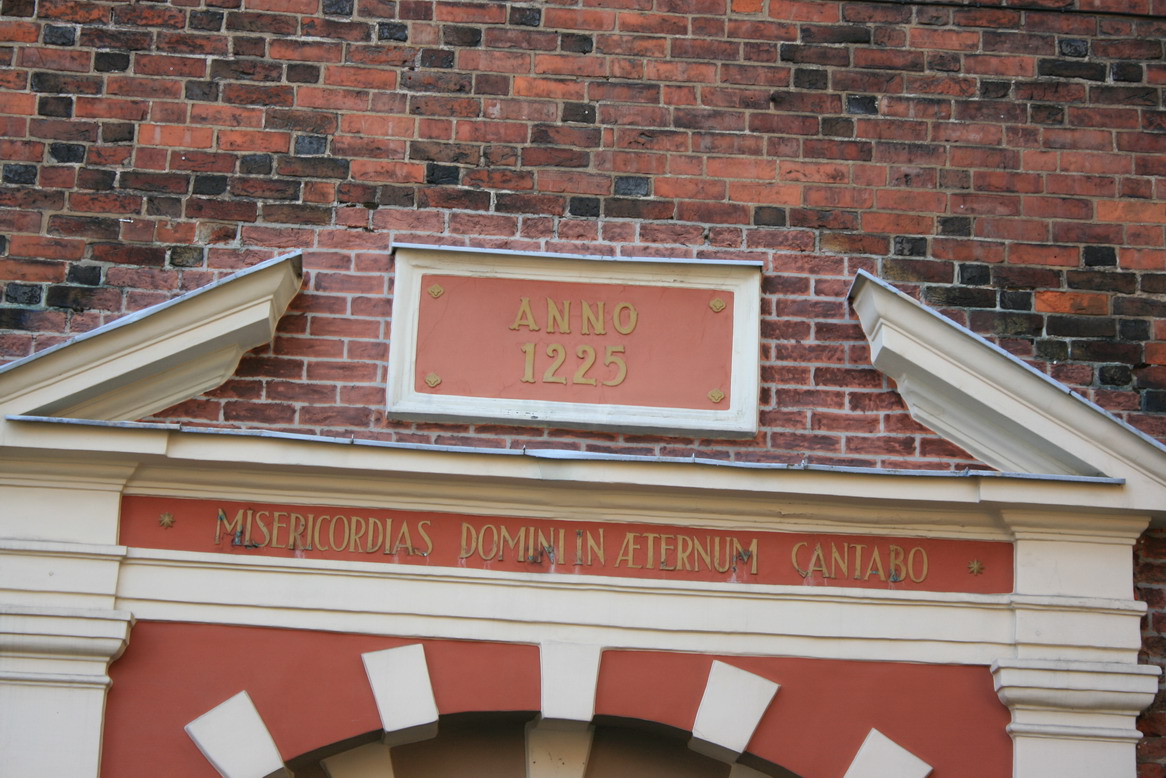 ANNO
1225
MISERICORDIAS DOMINI IN ÆTERNUM CANTABO